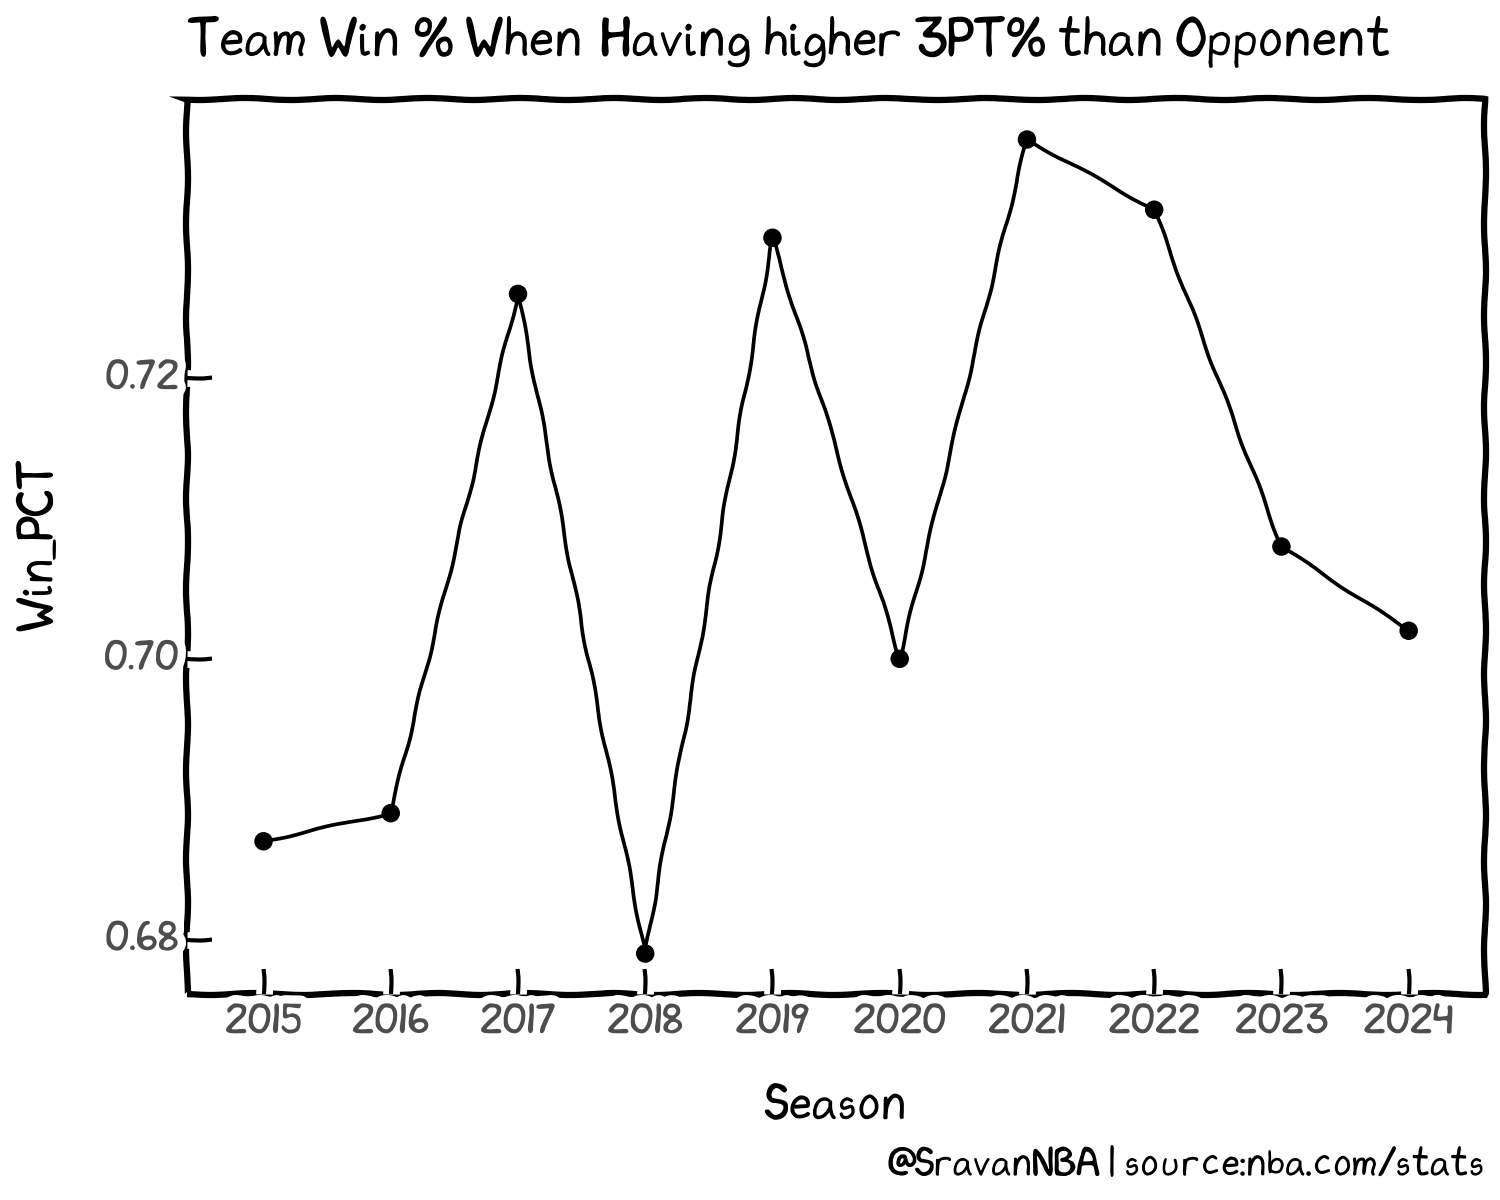 Team Win % When Having higher 3PT% than Opponent
0.72
0.70
0.68
Win_PCT
2015 2016 2017 2018 2019 2020 2021 2022 2023 2024
Season
@SravanNBA | source:nba.com/stats